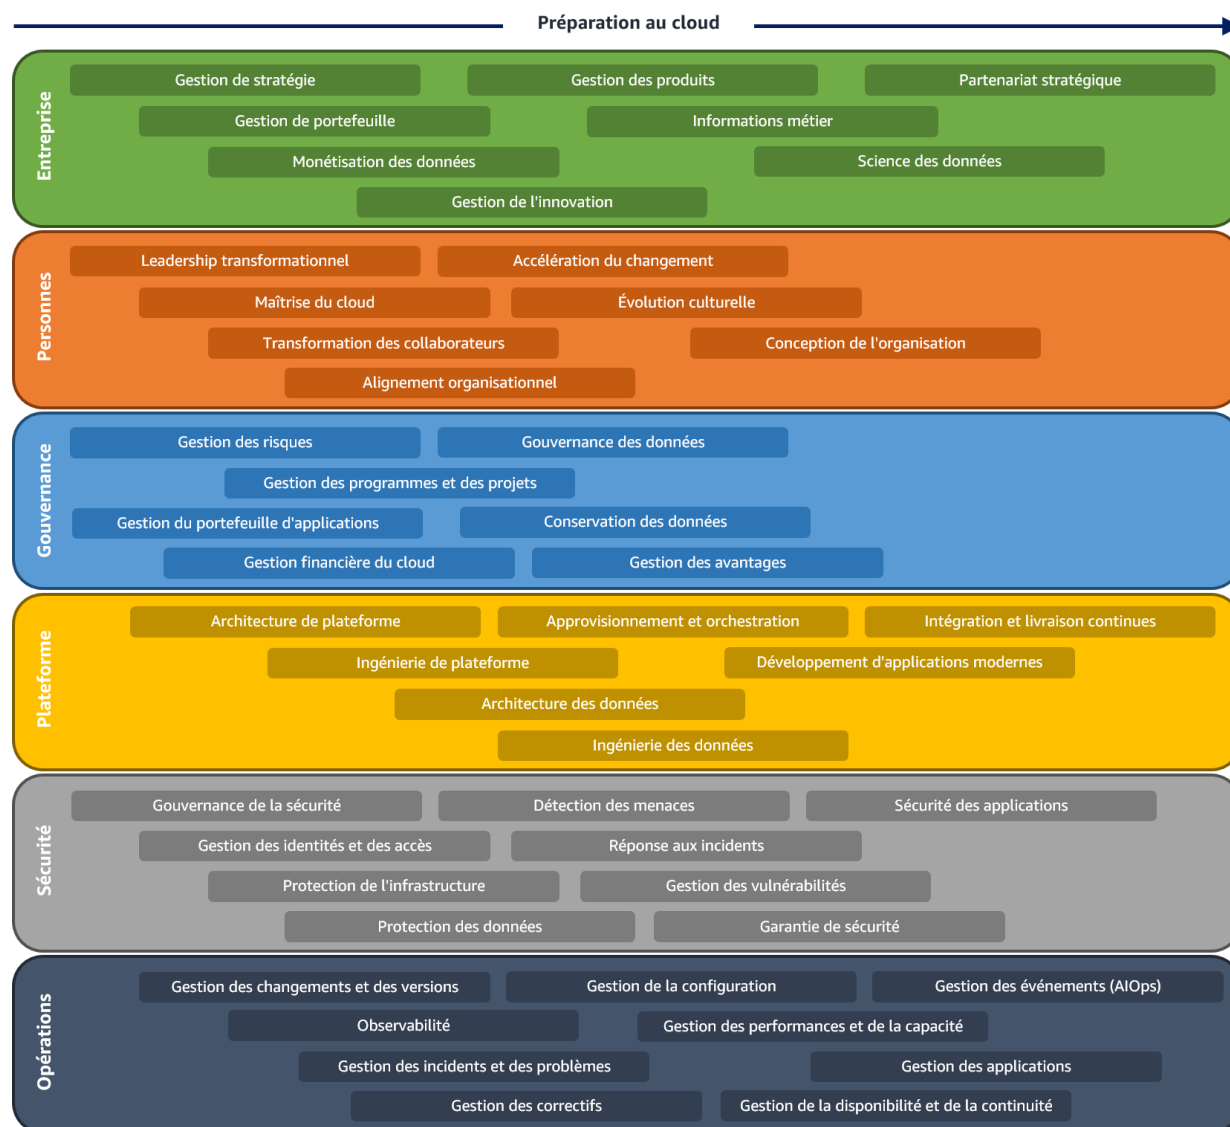 Préparation au cloud
Entreprise
Gestion de stratégie
Gestion des produits
Partenariat stratégique
Gestion de portefeuille
Informations métier
Monétisation des données
Science des données
Gestion de l'innovation
Personnes
Leadership transformationnel
Accélération du changement
Maîtrise du cloud
Évolution culturelle
Transformation des collaborateurs
Conception de l'organisation
Alignement organisationnel
Gouvernance
Gestion des risques
Gouvernance des données
Gestion des programmes et des projets
Gestion du portefeuille d'applications
Conservation des données
Gestion financière du cloud
Gestion des avantages
Plateforme
Architecture de plateforme
Approvisionnement et orchestration
Intégration et livraison continues
Ingénierie de plateforme
Développement d'applications modernes
Architecture des données
Ingénierie des données
Sécurité
Gouvernance de la sécurité
Détection des menaces
Sécurité des applications
Gestion des identités et des accès
Réponse aux incidents
Protection de l'infrastructure
Gestion des vulnérabilités
Protection des données
Garantie de sécurité
Opérations
Gestion des changements et des versions
Gestion de la configuration
Gestion des événements (AIOps)
Observabilité
Gestion des performances et de la capacité
Gestion des incidents et des problèmes
Gestion des applications
Gestion des correctifs
Gestion de la disponibilité et de la continuité